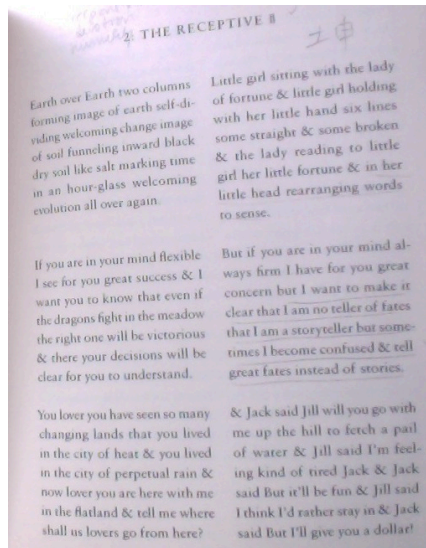 2 THE RECEPTIVE 8
Earth over Earth two columns
forming image of earth self-di-
viding welcoming change image
of soil funneling inward black
dry soil like salt marking time
in an hour-glass welcoming
evolution all over again.
Little girl sitting with the lady
of fortune & little girl holding
with her little hand six lines
some straight & some broken
& the lady reading to little
girl her little fortune & in her
little head rearranging words
to sense.
If you are in your mind flexible
I see for you great success & I
want you to know that even if
the dragons fight in the meadow
the right one will be victorious
& there your decisions will be
clear for you to understand.
But if you are in your mind al-
ways firm I have for you great
concern but I want to make it
clear that I am no teller of fates
that I am a storyteller but some-
times I become confused & tell
great fates instead of stories.
You lover you have seen so many
changing lands that you lived
in the city of heat & you lived
in the city of perpetual rain &
now lover you are here with me
in the flatland & tell me where
shall us lovers go from here?
& Jack said Jill will you go with
me up the hill to fetch a pail
of water & Jill said I'm feel-
ing kind of tired Jack & Jack
said But it'll be fun & Jill said
I think I'd rather stay in & Jack
said But I'll give you a dollar!